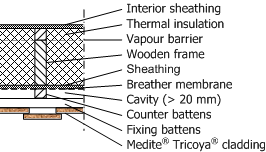 Interior sheathing
Thermal insulation
Vapour barrier
Wooden frame
Sheathing
Breather membrane
Cavity (> 20 mm)
Counter battens
Fixing battens
Medite® Tricoya® cladding